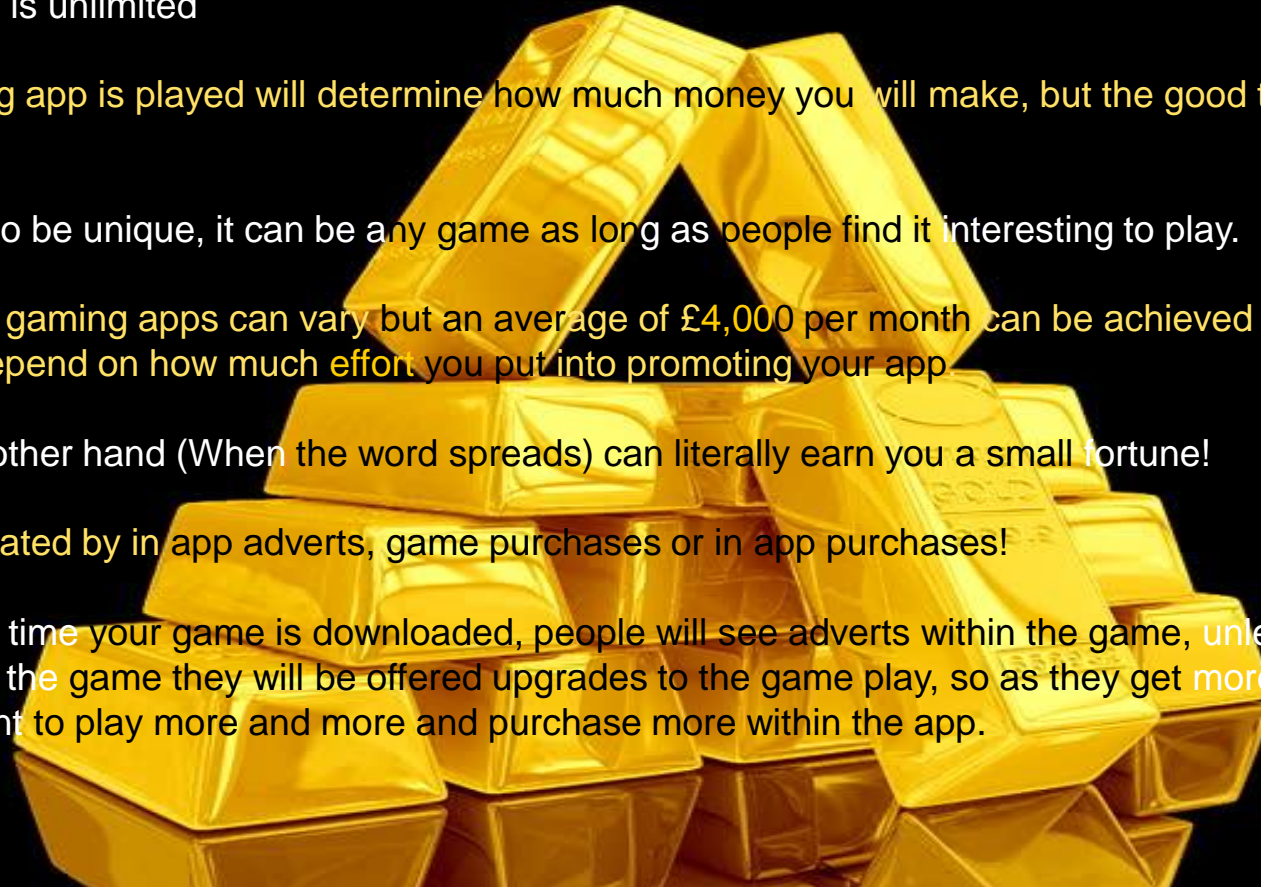 is unlimited
g app is played will determine how much money you will make, but the good t
o be unique, it can be any game as long as people find it interesting to play.
gaming apps can vary but an average of £4,000 per month can be achieved
epend on how much effort you put into promoting your app
other hand (When the word spreads) can literally earn you a small fortune!
ated by in app adverts, game purchases or in app purchases!
time your game is downloaded, people will see adverts within the game, unle
the game they will be offered upgrades to the game play, so as they get more
nt to play more and more and purchase more within the app.
GOLD